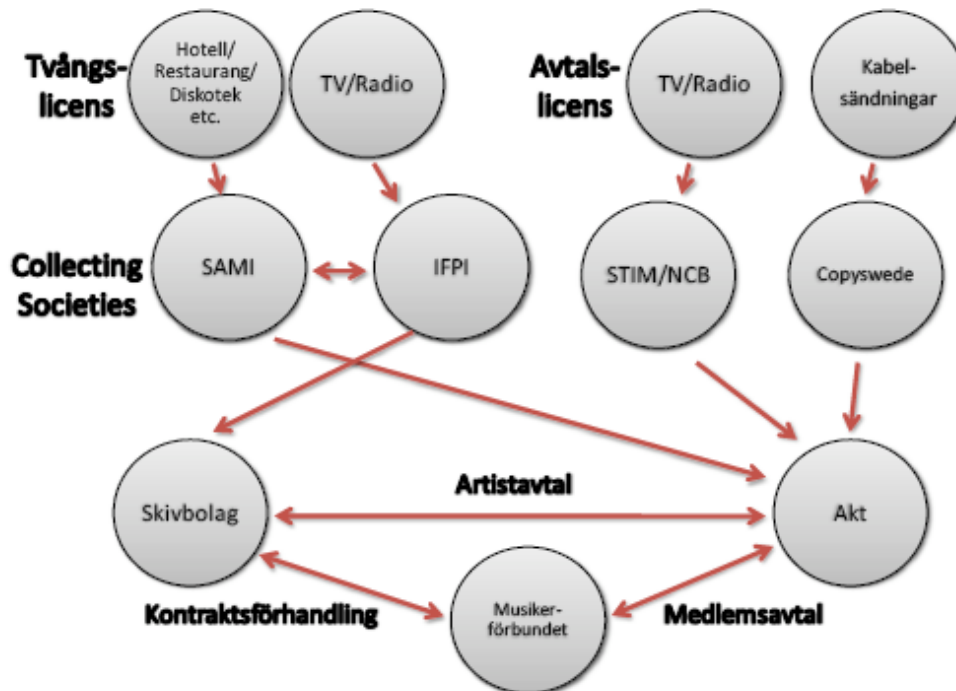 Tvångs-
licens
Hotell/
Restaurang/
Diskotek
etc.
TV/Radio
Avtals-
licens
TV/Radio
Kabel-
sändningar
Collecting
Societies
SAMI
IFPI
STIM/NCB
Copyswede
Skivbolag
Artistavtal
Akt
Kontraktsförhandling
Musiker-
förbundet
Medlemsavtal